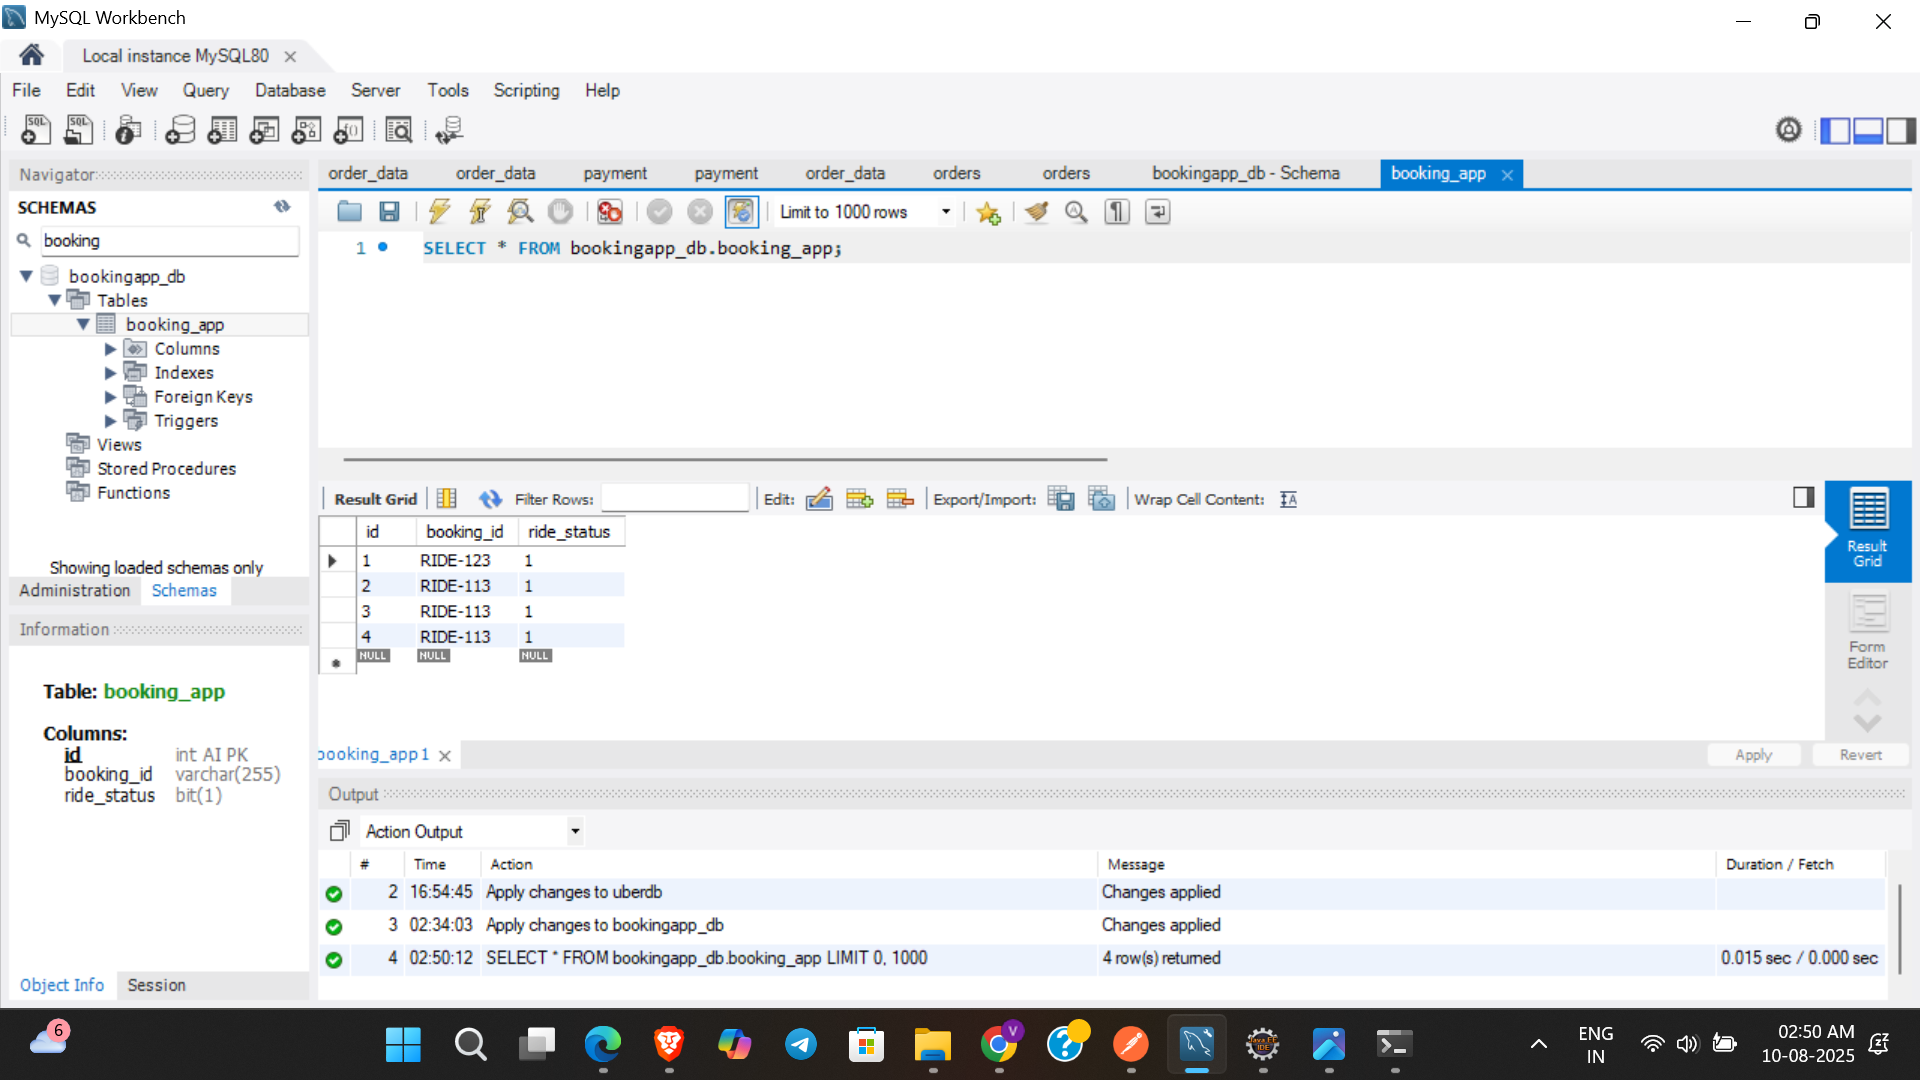 MySQL Workbench
Local instance MySQL80
File Edit View Query Database Server Tools Scripting Help
Navigator
SCHEMAS
booking
bookingapp_db
Tables
booking_app
Columns
Indexes
Foreign Keys
Triggers
Views
Stored Procedures
Functions
Showing loaded schemas only
Administration Schemas
Information
Table: booking_app
Columns:
id int AI PK
booking_id varchar(255)
ride_status bit(1)
Object Info Session
order_data order_data payment payment order_data orders orders bookingapp_db - Schema booking_app
Limit to 1000 rows
1 SELECT * FROM bookingapp_db.booking_app;
Result Grid Filter Rows: Edit: Export/Import: Wrap Cell Content:
id booking_id ride_status
1 RIDE-123 1
2 RIDE-113 1
3 RIDE-113 1
4 RIDE-113 1
NULL NULL NULL
Result Grid
Form Editor
booking_app 1
Apply Revert
Output
Action Output
# Time Action Message Duration / Fetch
2 16:54:45 Apply changes to uberdb Changes applied
3 02:34:03 Apply changes to bookingapp_db Changes applied
4 02:50:12 SELECT * FROM bookingapp_db.booking_app LIMIT 0, 1000 4 row(s) returned 0.015 sec / 0.000 sec
6
V
ENG
IN
02:50 AM
10-08-2025